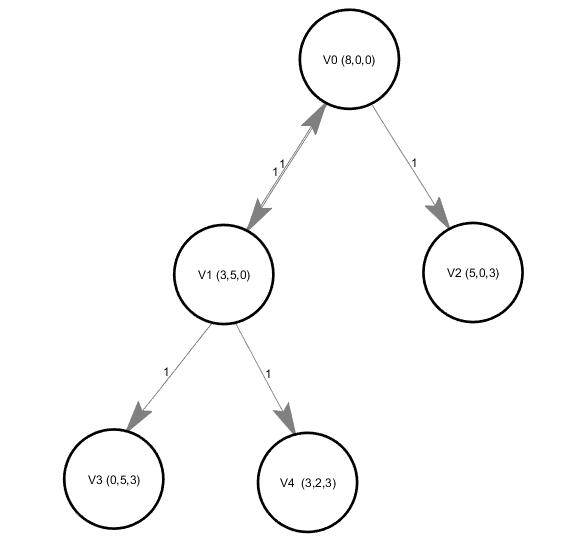 V0 (8,0,0)
1
1
1
V1 (3,5,0)
V2 (5,0,3)
1
1
V3 (0,5,3)
V4 (3,2,3)